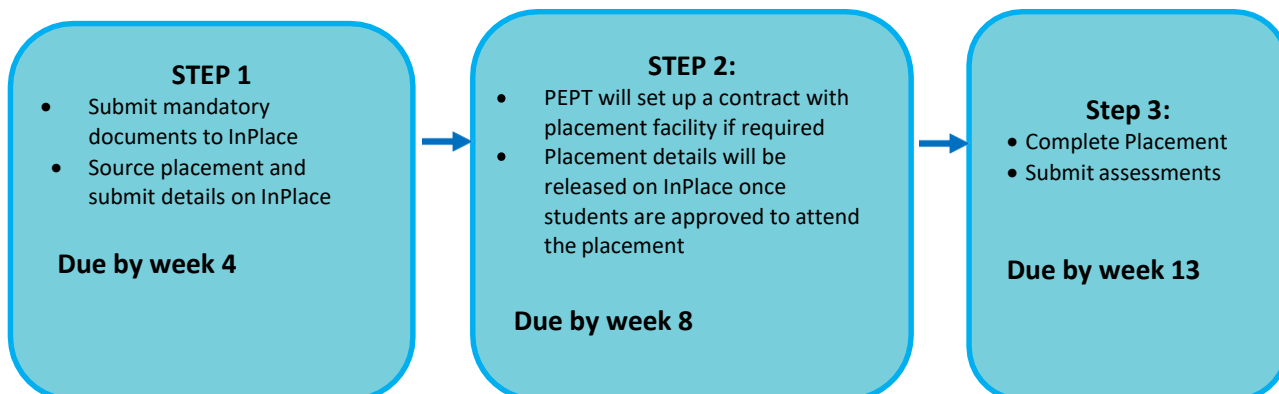 STEP 1
• Submit mandatory
documents to InPlace
• Source placement and
submit details on InPlace
Due by week 4
STEP 2:
• PEPT will set up a contract with
placement facility if required
• Placement details will be
released on InPlace once
students are approved to attend
the placement
Due by week 8
Step 3:
• Complete Placement
• Submit assessments
Due by week 13